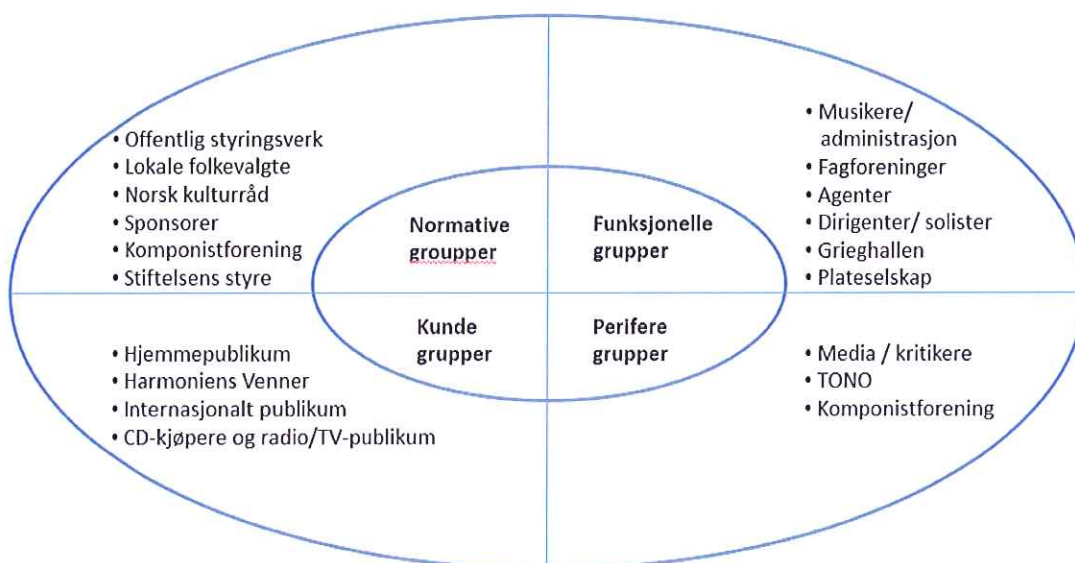 • Offentlig styringsverk
• Lokale folkevalgte
• Norsk kulturråd
• Sponsorer
• Komponistforening
• Stiftelsens styre
Normative
groupper
Funksjonelle
grupper
• Musikere/
administrasjon
• Fagforeninger
• Agenter
• Dirigenter/ solister
• Grieghallen
• Plateselskap
• Hjemmepublikum
• Harmoniens Venner
• Internasjonalt publikum
• CD-kjøpere og radio/TV-publikum
Kunde
grupper
Perifere
grupper
• Media / kritikere
• TONO
• Komponistforening